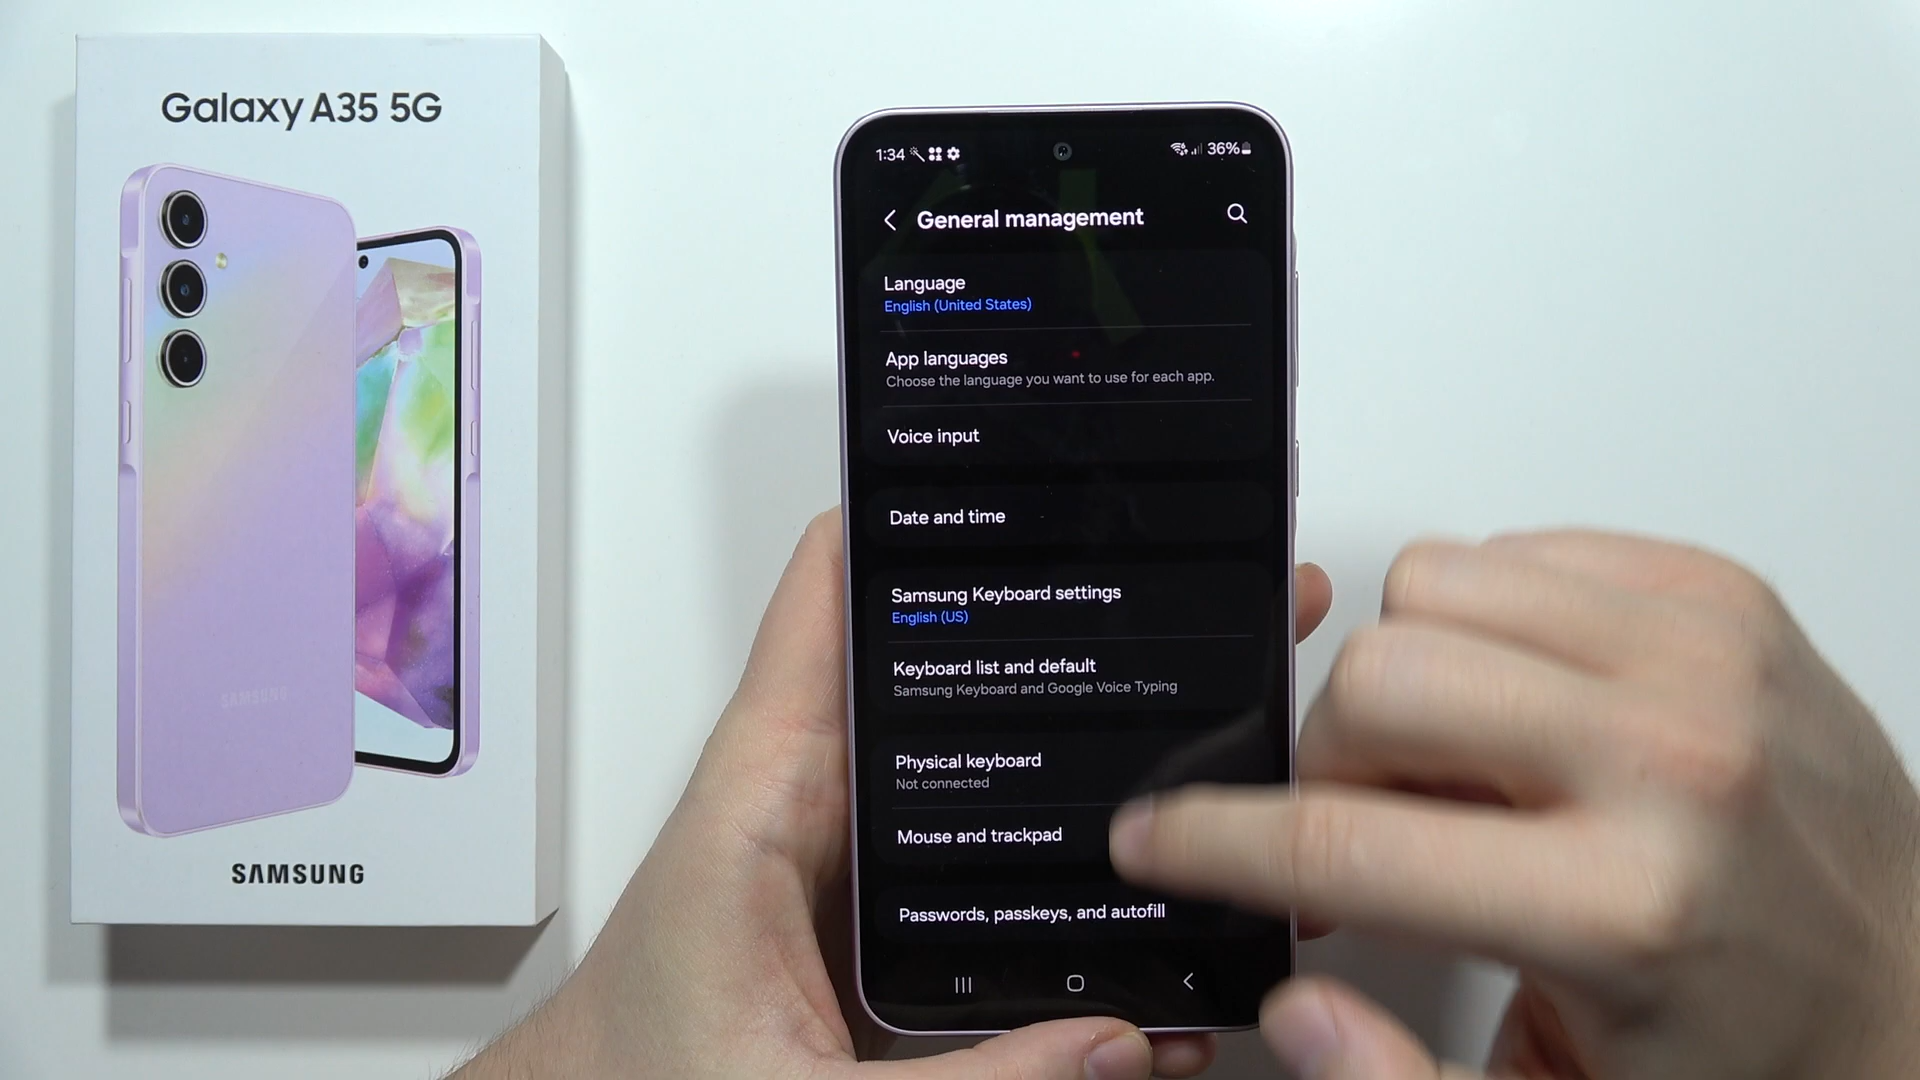 Galaxy A35 5G
SAMSUNG
SAMSUNG
1:34
36%
General management
Language
English (United States)
App languages
Choose the language you want to use for each app.
Voice input
Date and time
Samsung Keyboard settings
English (US)
Keyboard list and default
Samsung Keyboard and Google Voice Typing
Physical keyboard
Not connected
Mouse and trackpad
Passwords, passkeys, and autofill